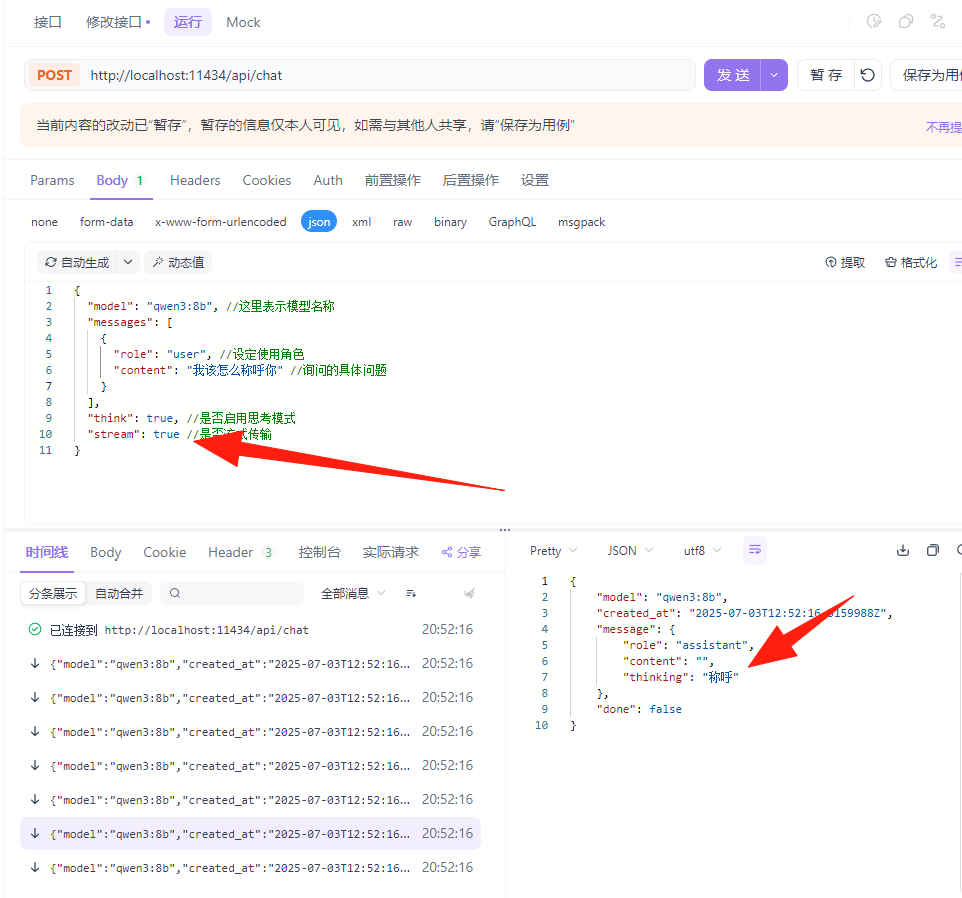 接口 修改接口 运行 Mock
POST http://localhost:11434/api/chat 发 送 暂 存 保存为用
当前内容的改动已“暂存”，暂存的信息仅本人可见，如需与其他人共享，请“保存为用例” 不再提
Params Body 1 Headers Cookies Auth 前置操作 后置操作 设置
none form-data x-www-form-urlencoded json xml raw binary GraphQL msgpack
自动生成 动态值 提取 格式化
1 {
2 "model": "qwen3:8b", //这里表示模型名称
3 "messages": [
4 {
5 "role": "user", //设定使用角色
6 "content": "我该怎么称呼你" //询问的具体问题
7 }
8 ],
9 "think": true, //是否启用思考模式
10 "stream": true //是否 式传输
11 }
时间线 Body Cookie Header 3 控制台 实际请求 分享
分条展示 自动合并 全部消息
已连接到 http://localhost:11434/api/chat 20:52:16
{"model":"qwen3:8b","created_at":"2025-07-03T12:52:16... 20:52:16
{"model":"qwen3:8b","created_at":"2025-07-03T12:52:16... 20:52:16
{"model":"qwen3:8b","created_at":"2025-07-03T12:52:16... 20:52:16
{"model":"qwen3:8b","created_at":"2025-07-03T12:52:16... 20:52:16
{"model":"qwen3:8b","created_at":"2025-07-03T12:52:16... 20:52:16
{"model":"qwen3:8b","created_at":"2025-07-03T12:52:16... 20:52:16
{"model":"qwen3:8b","created_at":"2025-07-03T12:52:16... 20:52:16
Pretty JSON utf8
1 {
2 "model": "qwen3:8b",
3 "created_at": "2025-07-03T12:52:16 159988Z",
4 "message": {
5 "role": "assistant",
6 "content": "",
7 "thinking": "称呼"
8 },
9 "done": false
10 }